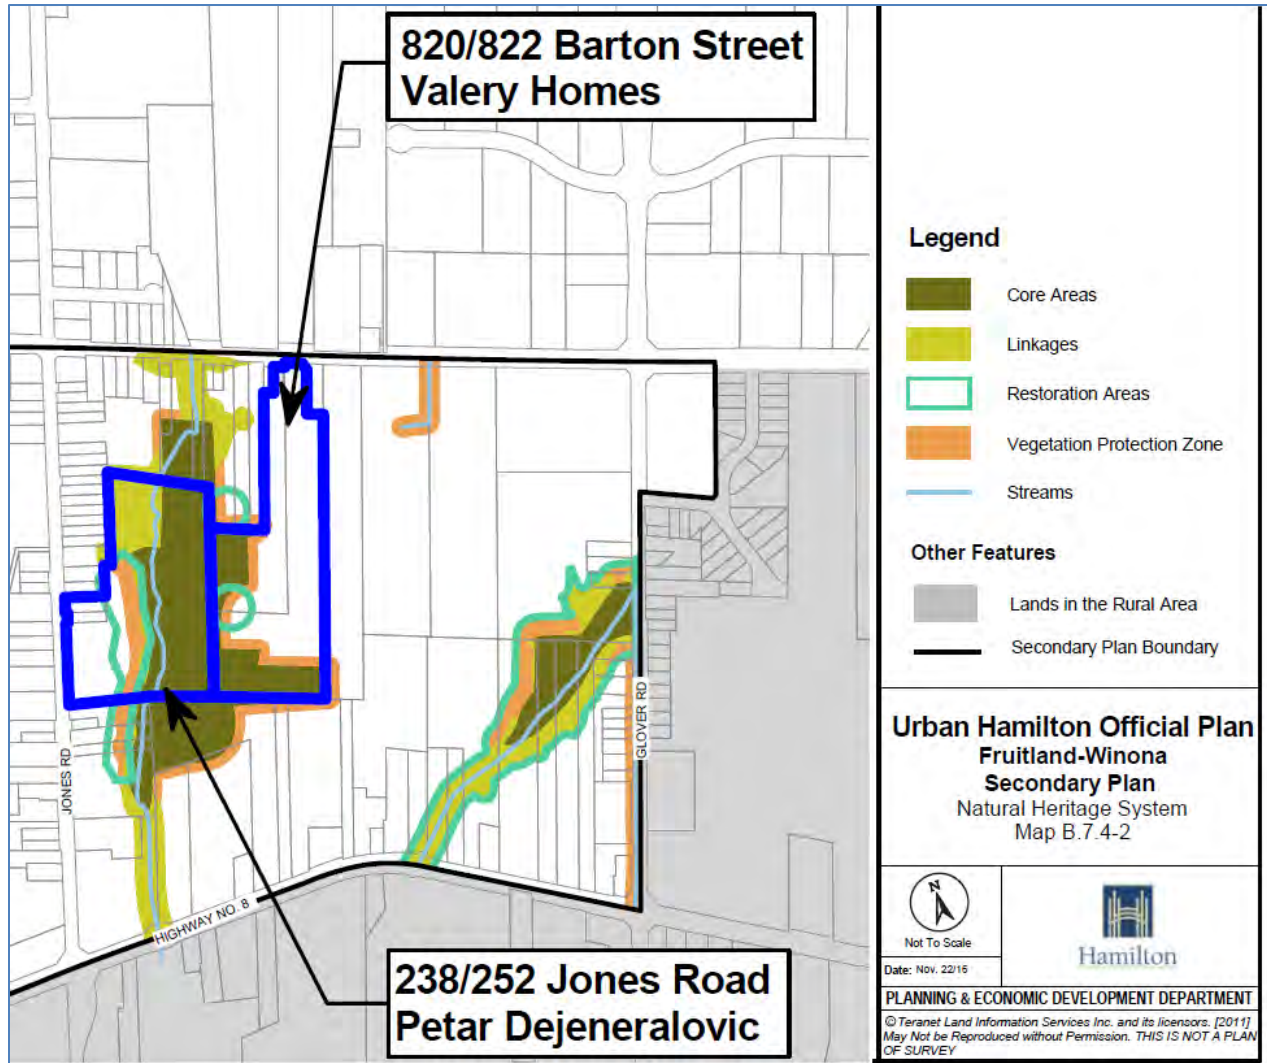 820/822 Barton Street
Valery Homes
Legend
Core Areas
Linkages
Restoration Areas
Vegetation Protection Zone
Streams
Other Features
Lands in the Rural Area
Secondary Plan Boundary
JONES RD
GLOVER RD
HIGHWAY NO. 8
238/252 Jones Road
Petar Dejeneralovic
Urban Hamilton Official Plan
Fruitland-Winona
Secondary Plan
Natural Heritage System
Map B.7.4-2
N
Not To Scale
Date: Nov. 22/16
Hamilton
PLANNING & ECONOMIC DEVELOPMENT DEPARTMENT
© Teranet Land Information Services Inc. and its licensors. [2011]
May Not be Reproduced without Permission. THIS IS NOT A PLAN
OF SURVEY